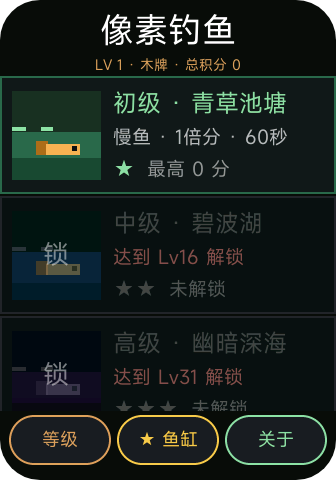 像素钓鱼
LV 1 · 木牌 · 总积分 0
初级 · 青草池塘
慢鱼 · 1倍分 · 60秒
★ 最高 0 分
锁
中级 · 碧波湖
达到 Lv16 解锁
★★ 未解锁
锁
高级 · 幽暗深海
达到 Lv31 解锁
★★★ 未解锁
等级
★ 鱼缸
关于